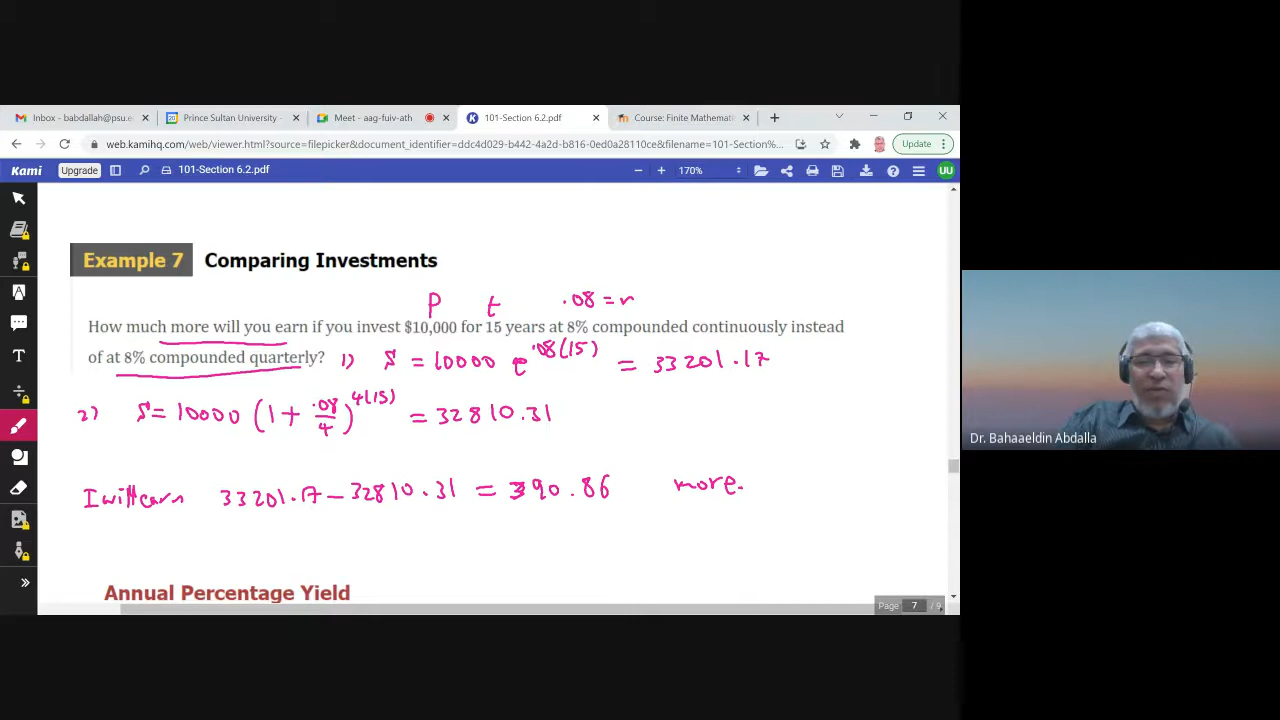 Inbox - babdallah@psu.e
Prince Sultan University -
Meet - aag-fuiv-ath
101-Section 6.2.pdf
Course: Finite Mathemati
web.kamihq.com/web/viewer.html?source=filepicker&document_identifier=ddc4d029-b442-4a2d-b816-0ed0a28110ce&filename=101-Section%...
Update
Kami
Upgrade
101-Section 6.2.pdf
170%
UU
Example 7 Comparing Investments
P t .08 = r
How much more will you earn if you invest $10,000 for 15 years at 8% compounded continuously instead
of at 8% compounded quarterly? 1) S = 10000 e^.08(15) = 33201.17
2) S = 10000 (1 + .08/4)^4(15) = 32810.31
I will earn 33201.17 - 32810.31 = 390.86 more.
Annual Percentage Yield
Page 7 / 9
Dr. Bahaaeldin Abdalla